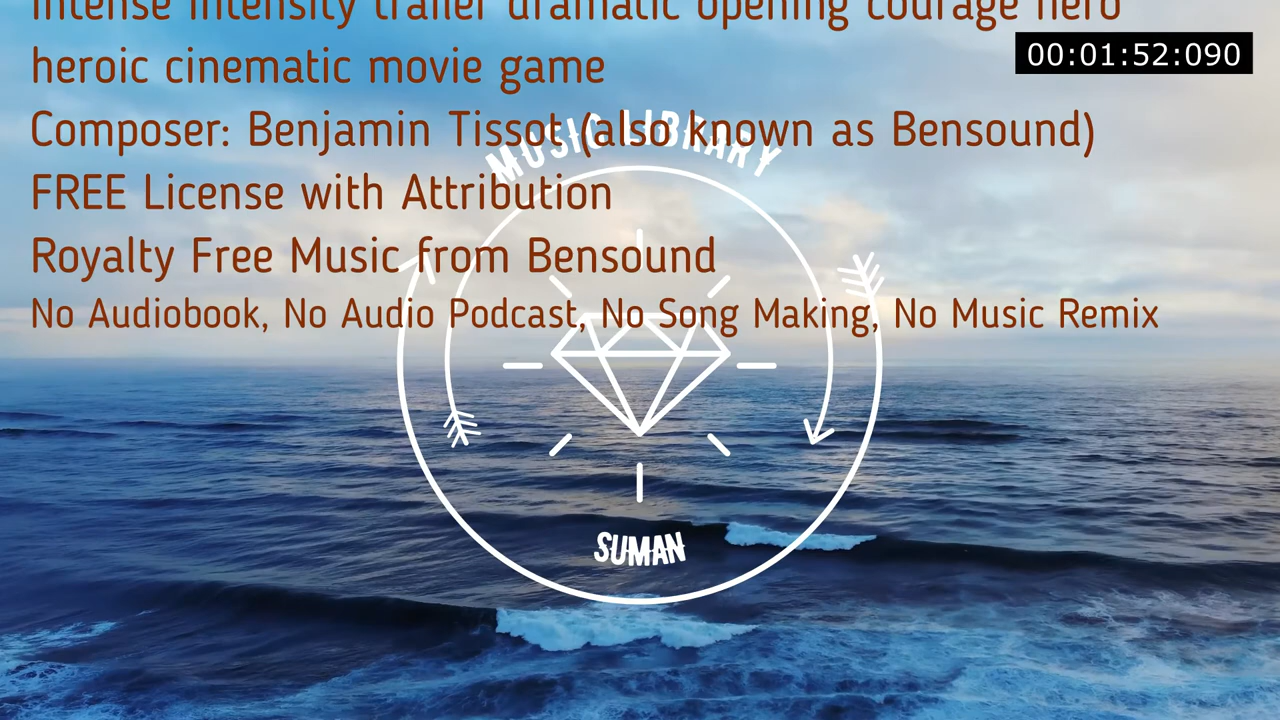 intense intensity trailer dramatic opening courage hero
00:01:52:090
heroic cinematic movie game
Composer: Benjamin Tissot (also known as Bensound)
MUSIC LIBRARY
FREE License with Attribution
Royalty Free Music from Bensound
No Audiobook, No Audio Podcast, No Song Making, No Music Remix
SUMAN